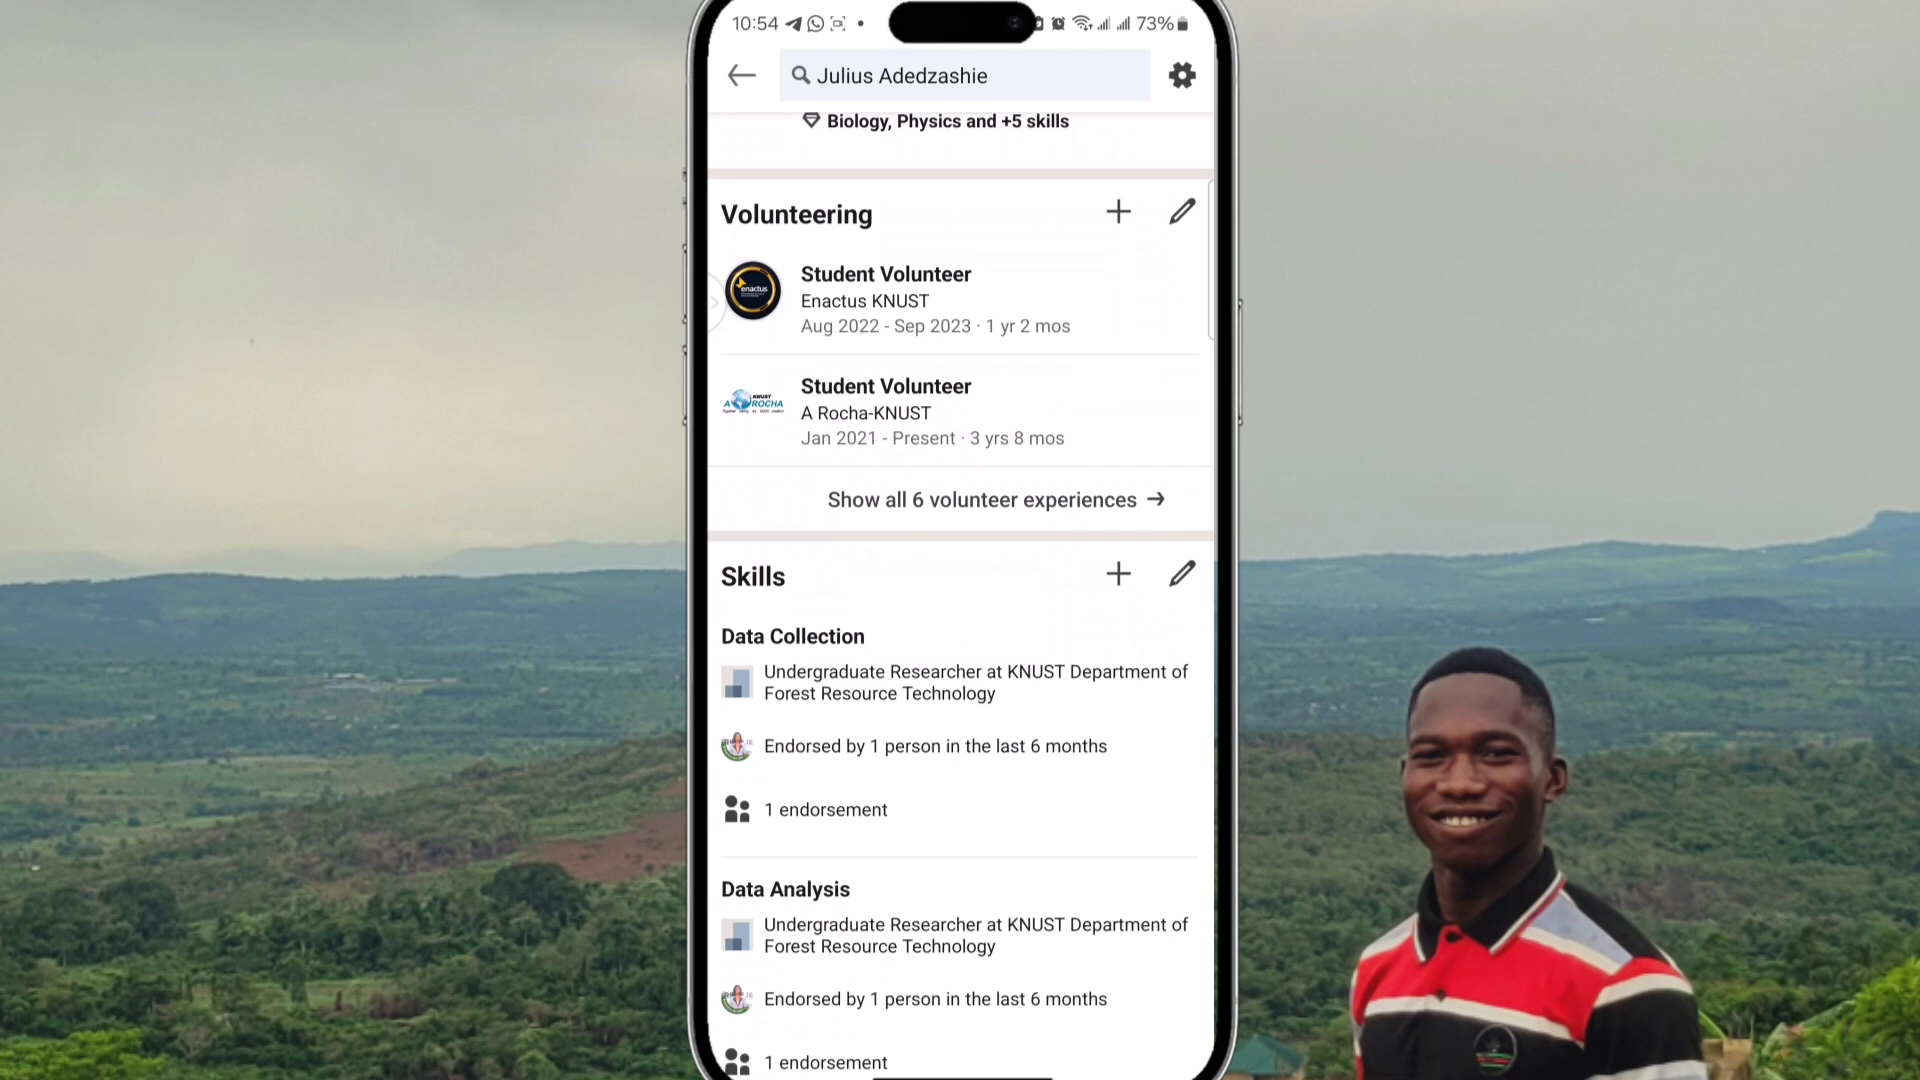 10:54
73%
Julius Adedzashie
Biology, Physics and +5 skills
Volunteering
enactus
Student Volunteer
Enactus KNUST
Aug 2022 - Sep 2023 · 1 yr 2 mos
KNUST
A ROCHA
Student Volunteer
A Rocha-KNUST
Jan 2021 - Present · 3 yrs 8 mos
Show all 6 volunteer experiences →
Skills
Data Collection
Undergraduate Researcher at KNUST Department of
Forest Resource Technology
Endorsed by 1 person in the last 6 months
1 endorsement
Data Analysis
Undergraduate Researcher at KNUST Department of
Forest Resource Technology
Endorsed by 1 person in the last 6 months
1 endorsement